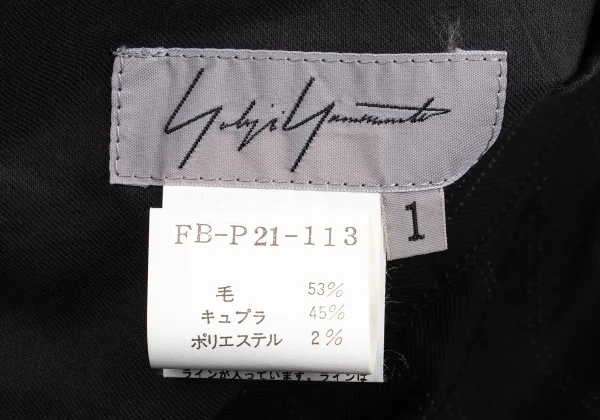 Yohji Yamamoto
1
FB-P21-113
毛 53%
キュプラ 45%
ポリエステル 2%
ラインが入っています。ラインは